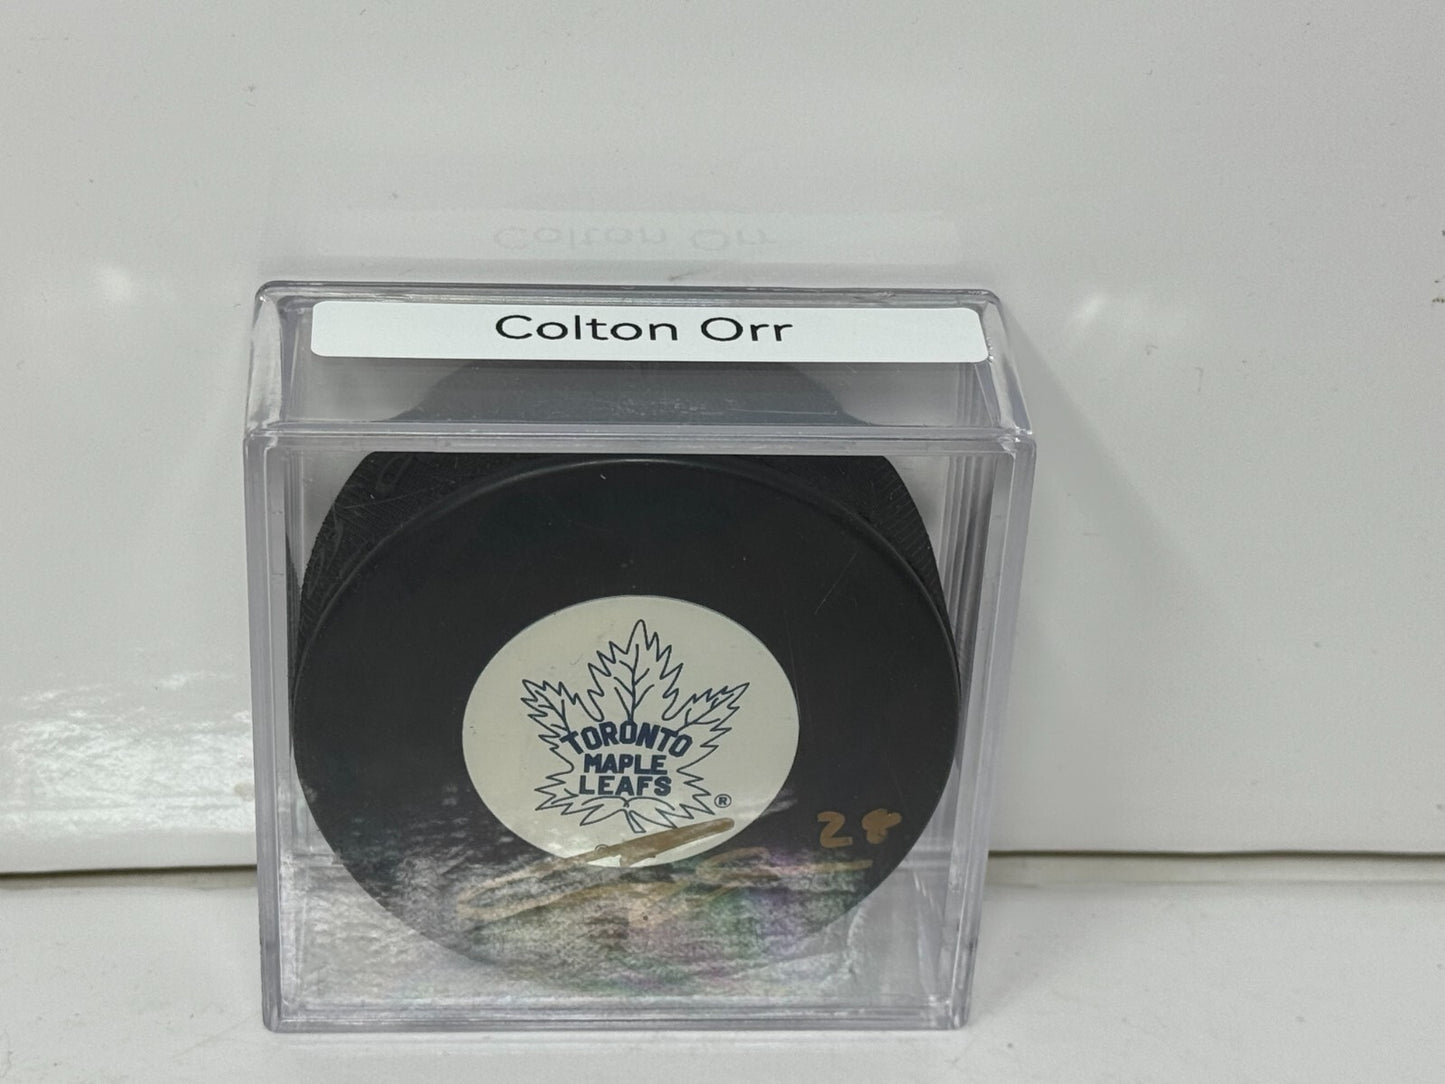 Colton Orr
TORONTO
MAPLE
LEAFS
®
28